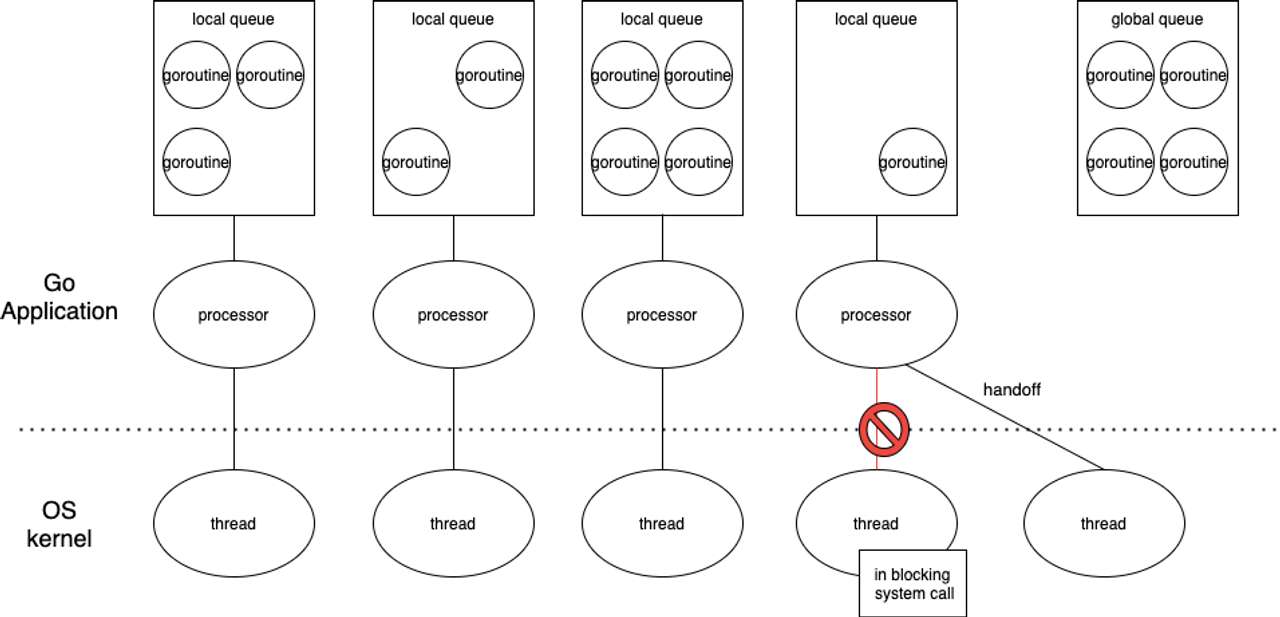 local queue
local queue
local queue
local queue
global queue
goroutine goroutine
goroutine
goroutine goroutine
goroutine goroutine
goroutine
goroutine
goroutine goroutine
goroutine
goroutine goroutine
Go
Application
processor
processor
processor
processor
handoff
OS
kernel
thread
thread
thread
thread
thread
in blocking
system call